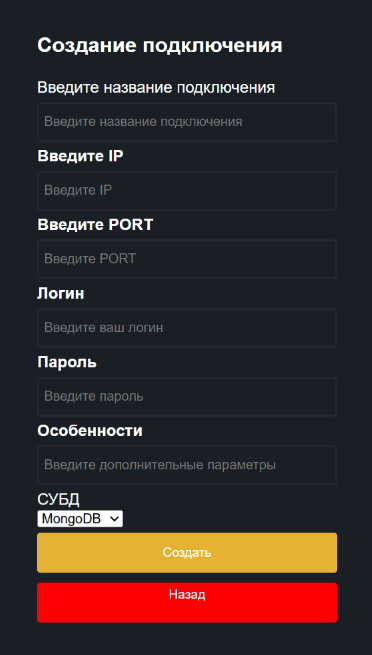 Создание подключения
Введите название подключения
Введите название подключения
Введите IP
Введите IP
Введите PORT
Введите PORT
Логин
Введите ваш логин
Пароль
Введите пароль
Особенности
Введите дополнительные параметры
СУБД
MongoDB
Создать
Назад